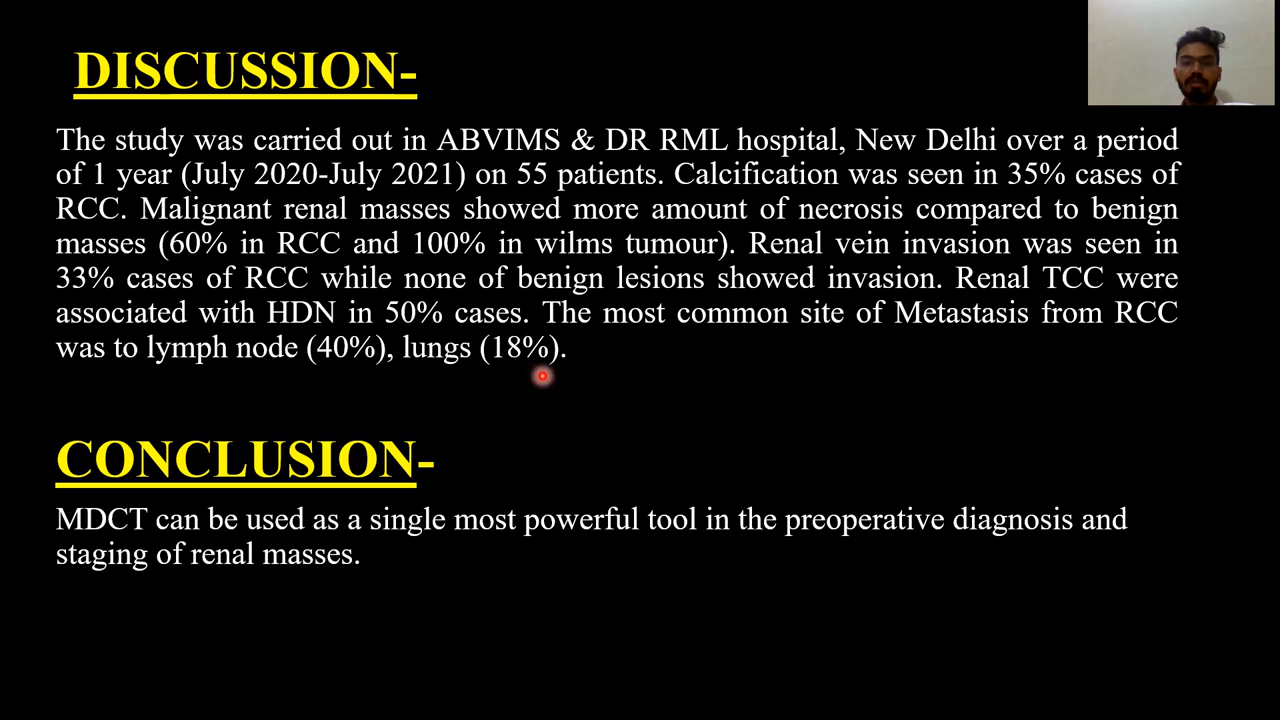 DISCUSSION-
The study was carried out in ABVIMS & DR RML hospital, New Delhi over a period
of 1 year (July 2020-July 2021) on 55 patients. Calcification was seen in 35% cases of
RCC. Malignant renal masses showed more amount of necrosis compared to benign
masses (60% in RCC and 100% in wilms tumour). Renal vein invasion was seen in
33% cases of RCC while none of benign lesions showed invasion. Renal TCC were
associated with HDN in 50% cases. The most common site of Metastasis from RCC
was to lymph node (40%), lungs (18%).
CONCLUSION-
MDCT can be used as a single most powerful tool in the preoperative diagnosis and
staging of renal masses.